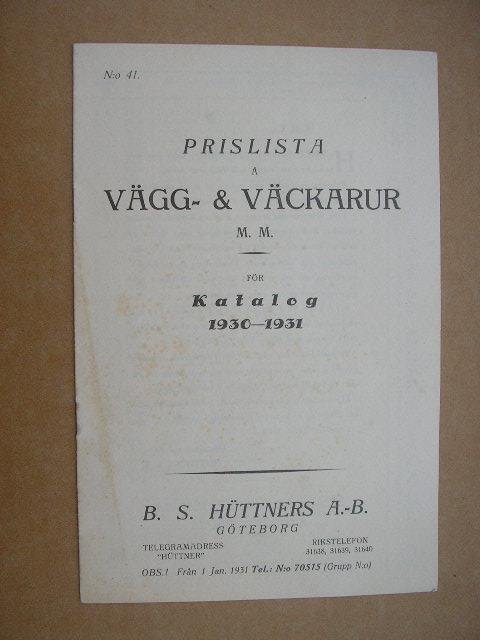 N:o 41.
PRISLISTA
A
VÄGG- & VÄCKARUR
M. M.
FÖR
Katalog
1930—1931
B. S. HÜTTNERS A.-B.
GÖTEBORG
TELEGRAMADRESS
"HÜTTNER"
RIKSTELEFON
31638, 31639, 31640
OBS.! Från 1 Jan. 1931 Tel.: N:o 70515 (Grupp N:o)